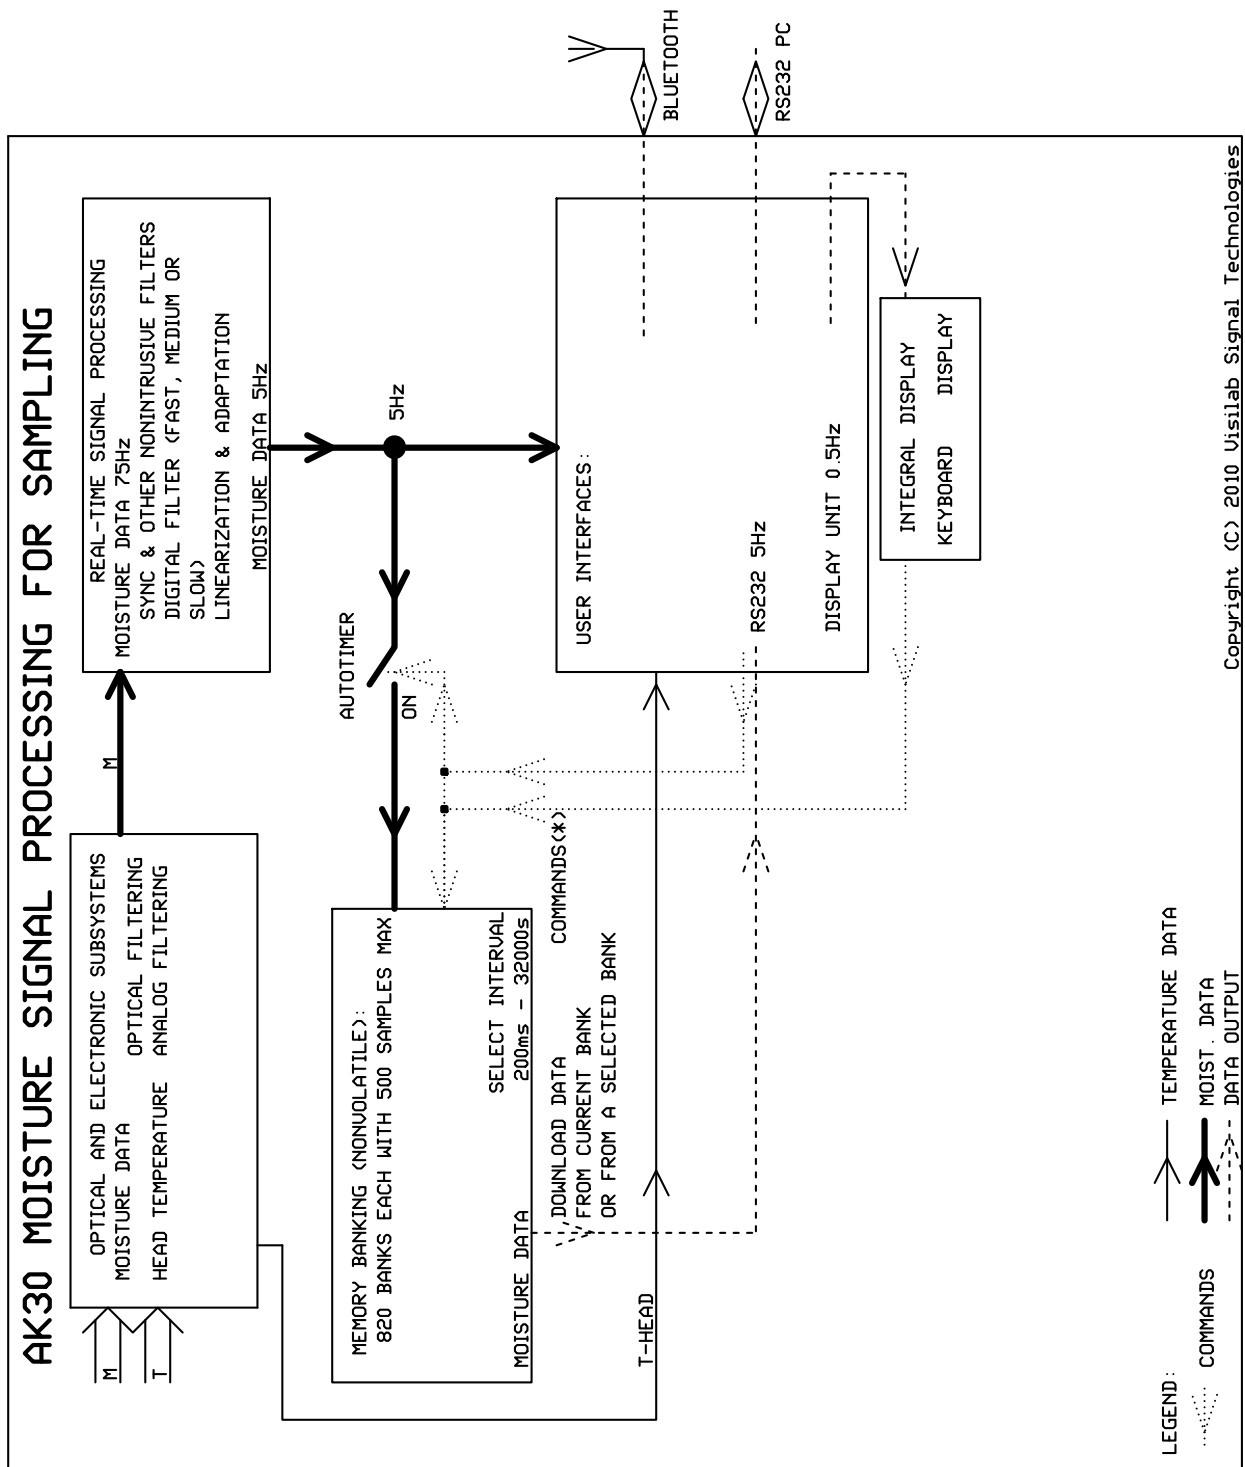 AK30 MOISTURE SIGNAL PROCESSING FOR SAMPLING
M
T
OPTICAL AND ELECTRONIC SUBSYSTEMS
MOISTURE DATA OPTICAL FILTERING
HEAD TEMPERATURE ANALOG FILTERING
M
REAL-TIME SIGNAL PROCESSING
MOISTURE DATA 75Hz
SYNC & OTHER NONINTRUSIVE FILTERS
DIGITAL FILTER (FAST, MEDIUM OR
SLOW)
LINEARIZATION & ADAPTATION
MOISTURE DATA 5Hz
5Hz
AUTOTIMER
ON
MEMORY BANKING (NONVOLATILE):
820 BANKS EACH WITH 500 SAMPLES MAX
SELECT INTERVAL
200ms - 32000s
MOISTURE DATA
DOWNLOAD DATA
FROM CURRENT BANK
OR FROM A SELECTED BANK
COMMANDS(*)
T-HEAD
USER INTERFACES:
RS232 5Hz
DISPLAY UNIT 0.5Hz
BLUETOOTH
RS232 PC
INTEGRAL DISPLAY
KEYBOARD DISPLAY
LEGEND:
COMMANDS
TEMPERATURE DATA
MOIST. DATA
DATA OUTPUT
Copyright (C) 2010 Visilab Signal Technologies